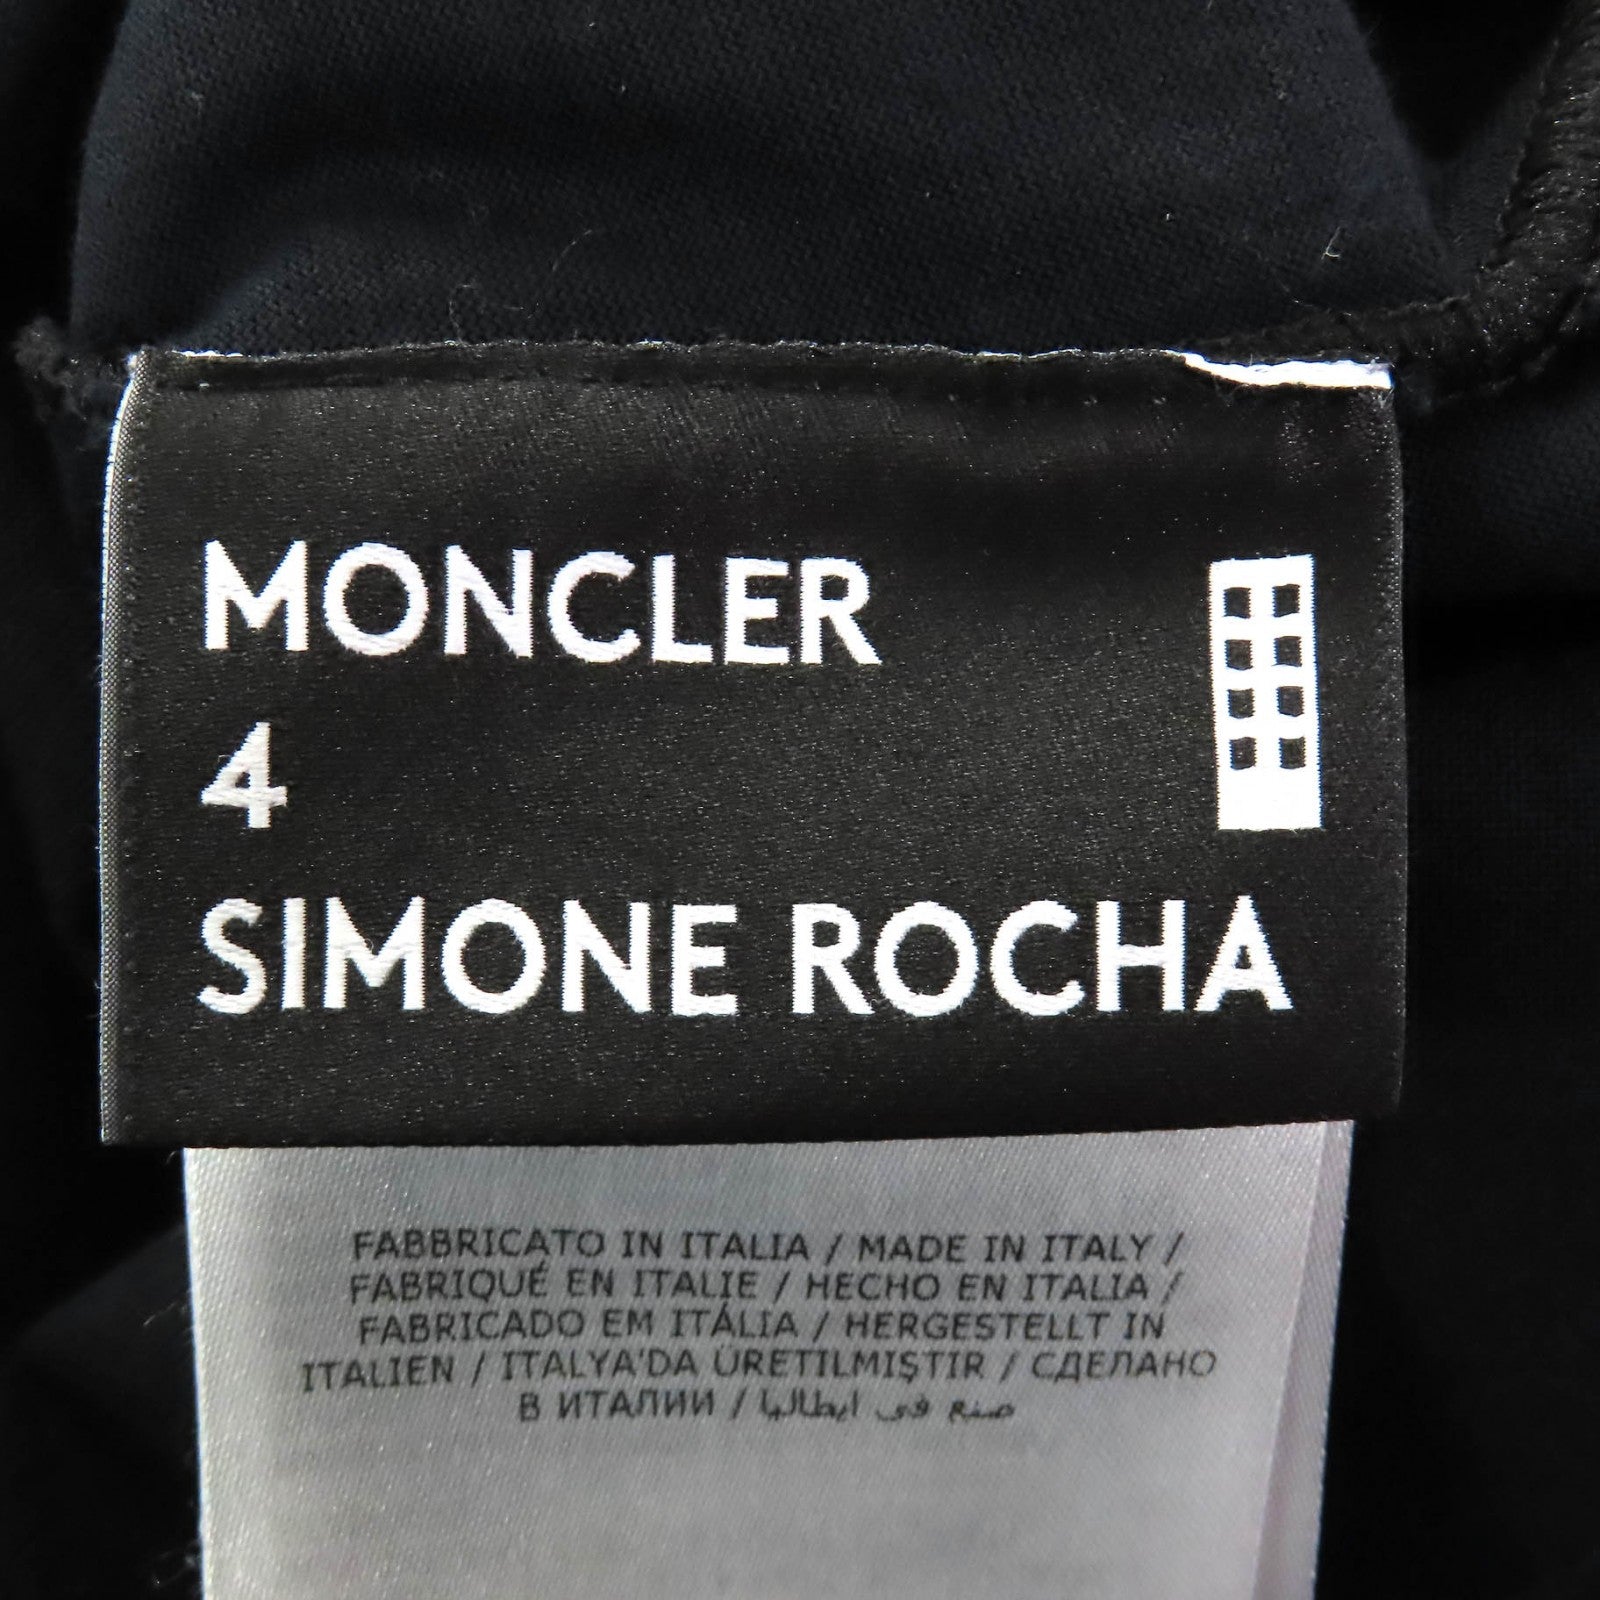 MONCLER
4
SIMONE ROCHA
FABBRICATO IN ITALIA / MADE IN ITALY /
FABRIQUÉ EN ITALIE / HECHO EN ITALIA /
FABRICADO EM ITÁLIA / HERGESTELLT IN
ITALIEN / ITALYA'DA ÜRETILMIŞTIR / СДЕЛАНО
В ИТАЛИИ / صنع في ايطاليا